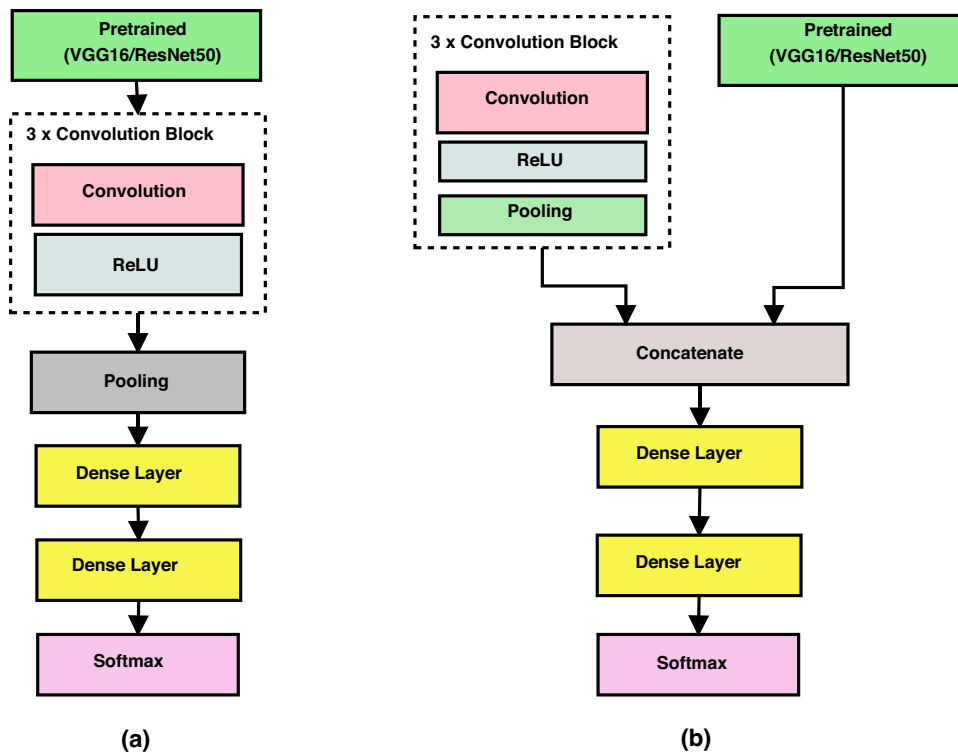 Pretrained
(VGG16/ResNet50)
3 x Convolution Block
Convolution
ReLU
Pooling
Dense Layer
Dense Layer
Softmax
(a)
3 x Convolution Block
Convolution
ReLU
Pooling
Pretrained
(VGG16/ResNet50)
Concatenate
Dense Layer
Dense Layer
Softmax
(b)